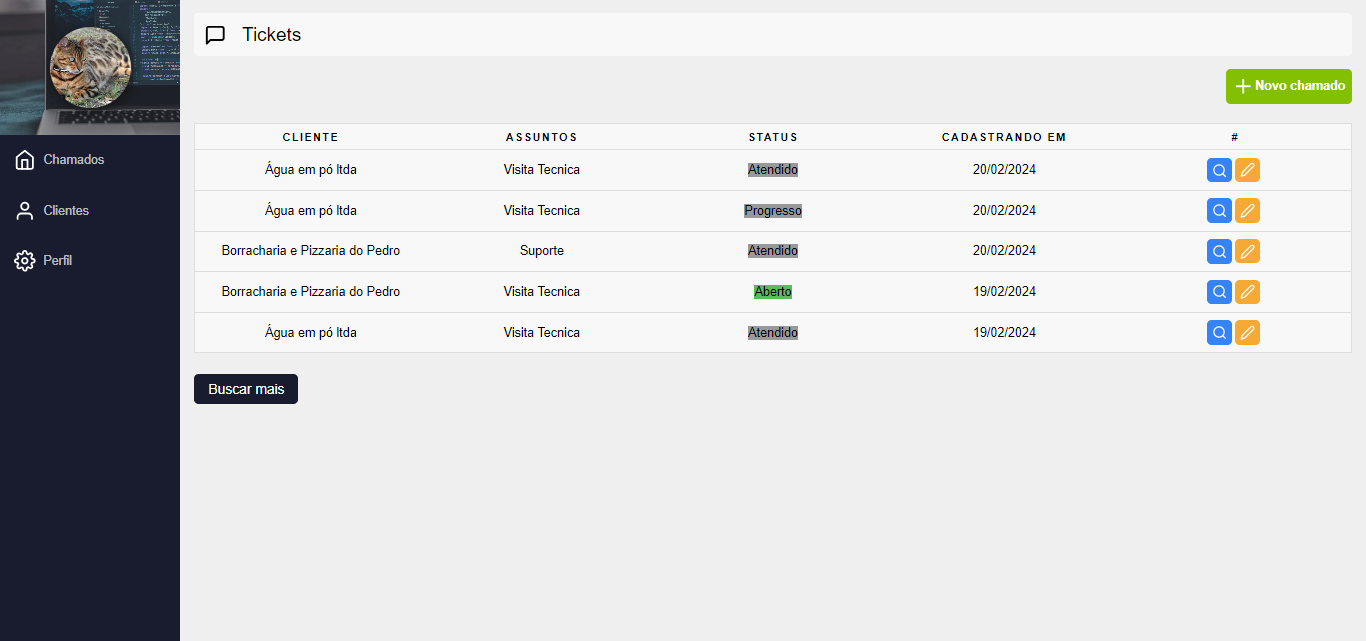 Tickets
Novo chamado
Chamados
Clientes
Perfil
CLIENTE ASSUNTOS STATUS CADASTRANDO EM #
Água em pó ltda Visita Tecnica Atendido 20/02/2024
Água em pó ltda Visita Tecnica Progresso 20/02/2024
Borracharia e Pizzaria do Pedro Suporte Atendido 20/02/2024
Borracharia e Pizzaria do Pedro Visita Tecnica Aberto 19/02/2024
Água em pó ltda Visita Tecnica Atendido 19/02/2024
Buscar mais